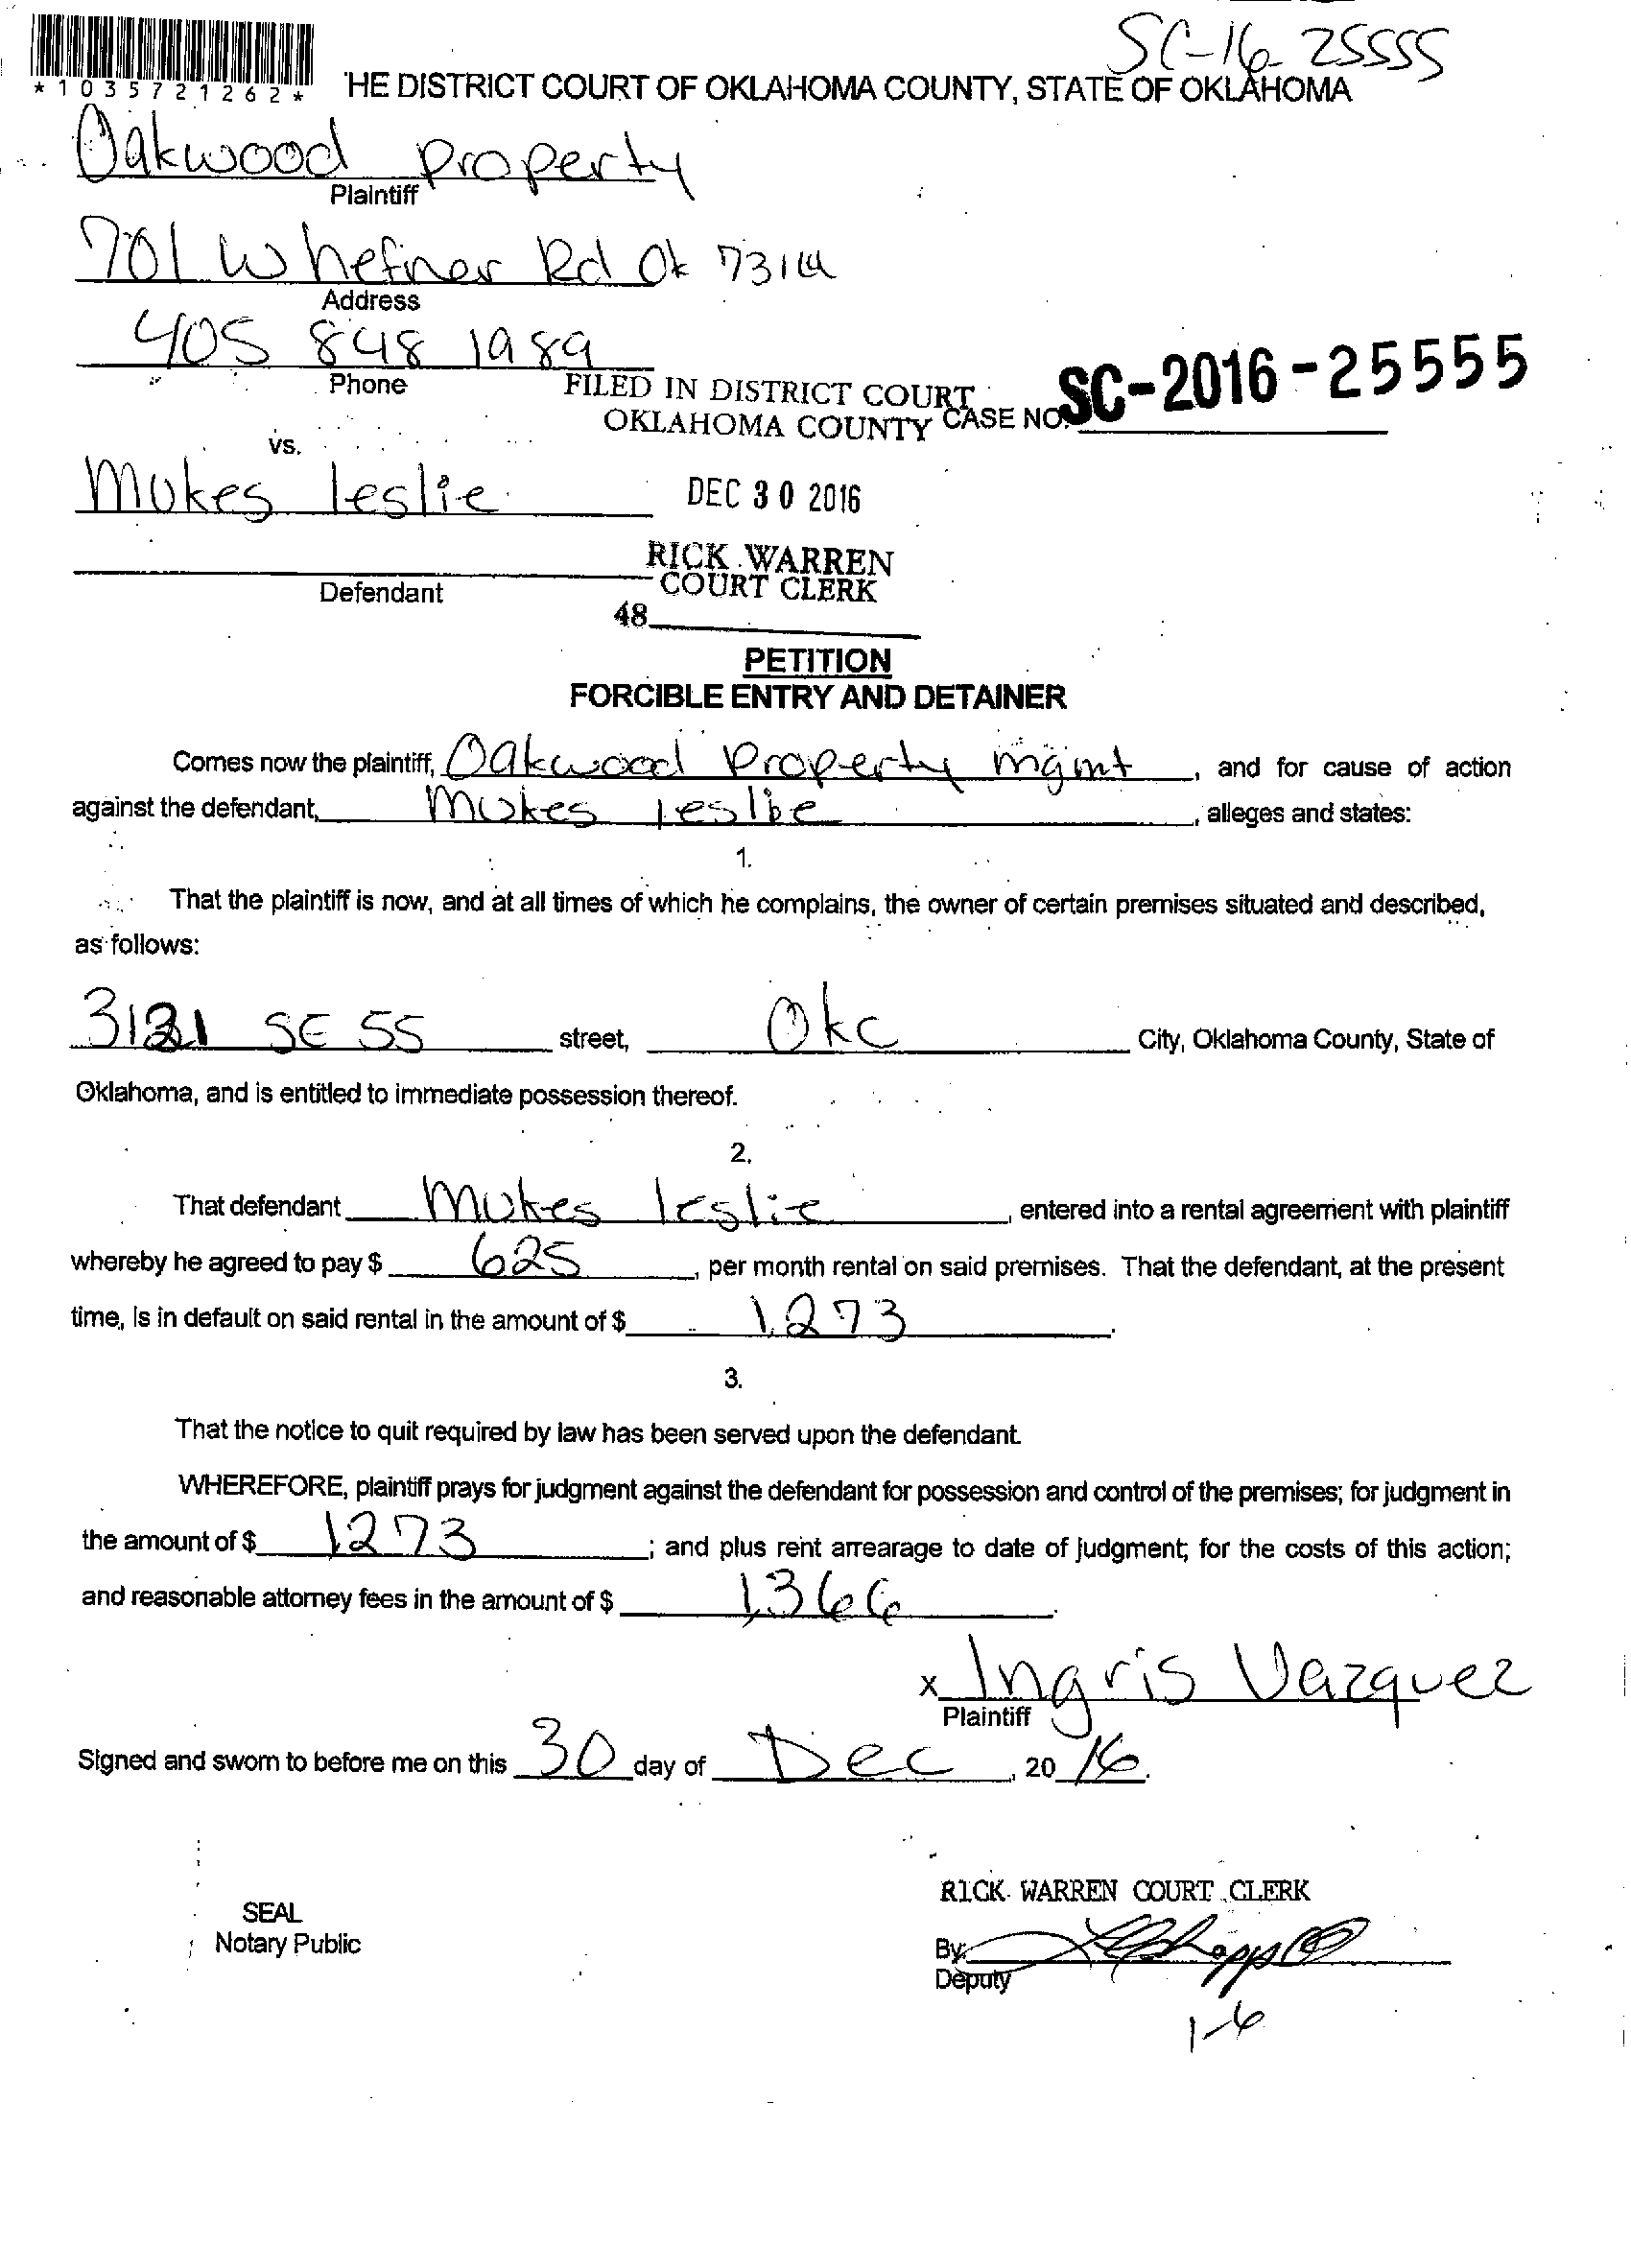 SC-16-25555
*1035721262*
'HE DISTRICT COURT OF OKLAHOMA COUNTY, STATE OF OKLAHOMA
Oakwood Property
Plaintiff
701 W hefner Rd Ok 73114
Address
405 848 1989
Phone
FILED IN DISTRICT COURT
OKLAHOMA COUNTY
CASE NO. SC-2016-25555
vs.
Mukes leslie
DEC 30 2016
RICK WARREN
COURT CLERK
Defendant
48
PETITION
FORCIBLE ENTRY AND DETAINER
Comes now the plaintiff, Oakwood Property mgmt, and for cause of action
against the defendant, Mukes leslie, alleges and states:
1.
That the plaintiff is now, and at all times of which he complains, the owner of certain premises situated and described,
as follows:
3121 SE 55 street, Okc City, Oklahoma County, State of
Oklahoma, and is entitled to immediate possession thereof.
2.
That defendant Mukes leslie, entered into a rental agreement with plaintiff
whereby he agreed to pay $ 625, per month rental on said premises. That the defendant, at the present
time, is in default on said rental in the amount of $ 1,273.
3.
That the notice to quit required by law has been served upon the defendant.
WHEREFORE, plaintiff prays for judgment against the defendant for possession and control of the premises; for judgment in
the amount of $ 1273; and plus rent arrearage to date of judgment; for the costs of this action;
and reasonable attorney fees in the amount of $ 1,366.
x Ingris Vazquez
Plaintiff
Signed and sworn to before me on this 30 day of Dec, 20 16.
RICK WARREN COURT CLERK
SEAL
Notary Public
By:
Deputy
1-6